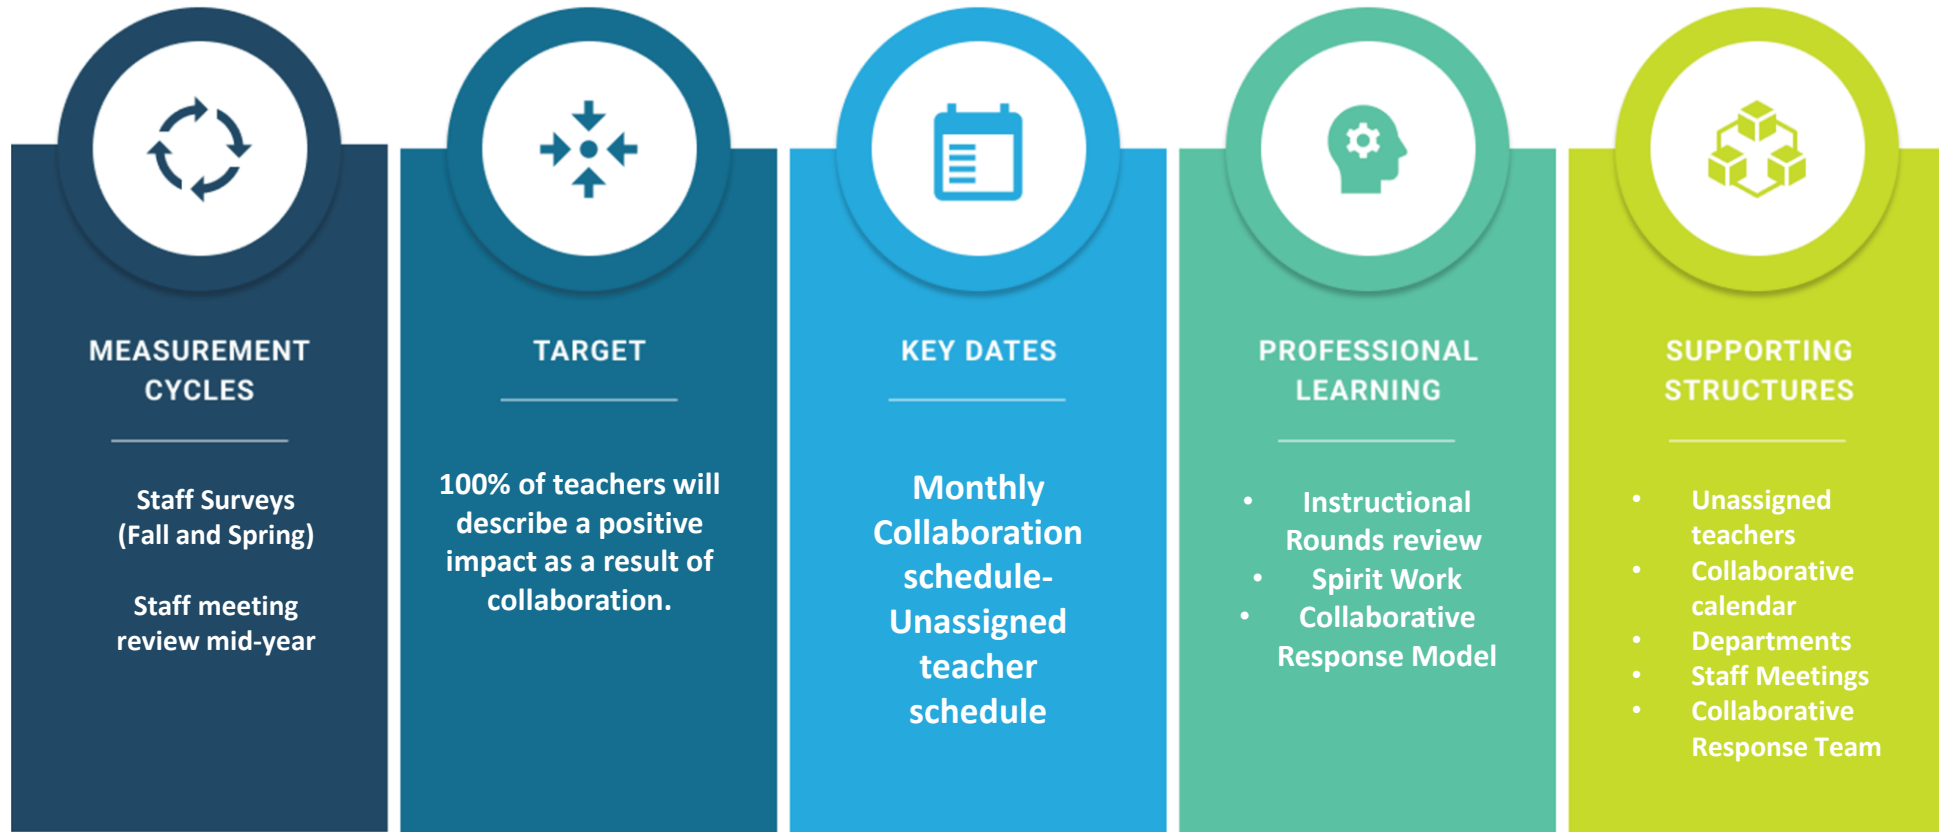 MEASUREMENT
CYCLES
Staff Surveys
(Fall and Spring)
Staff meeting
review mid-year
TARGET
100% of teachers will
describe a positive
impact as a result of
collaboration.
KEY DATES
Monthly
Collaboration
schedule-
Unassigned
teacher
schedule
PROFESSIONAL
LEARNING
• Instructional
Rounds review
• Spirit Work
• Collaborative
Response Model
SUPPORTING
STRUCTURES
• Unassigned
teachers
• Collaborative
calendar
• Departments
• Staff Meetings
• Collaborative
Response Team